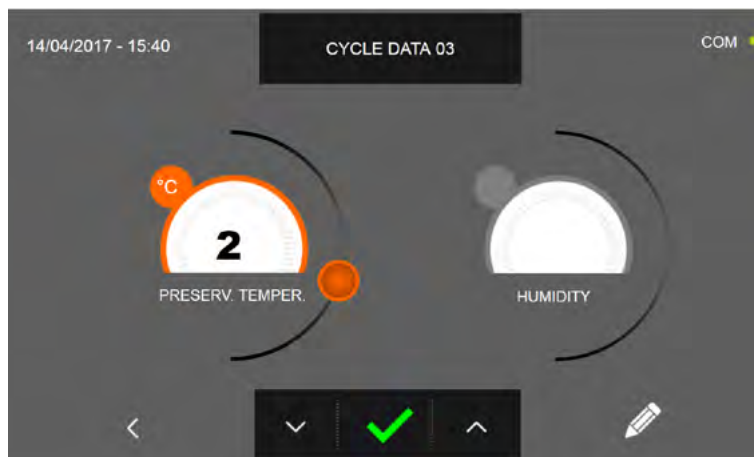 14/04/2017 - 15:40
CYCLE DATA 03
COM
°C
2
PRESERV. TEMPER.
HUMIDITY